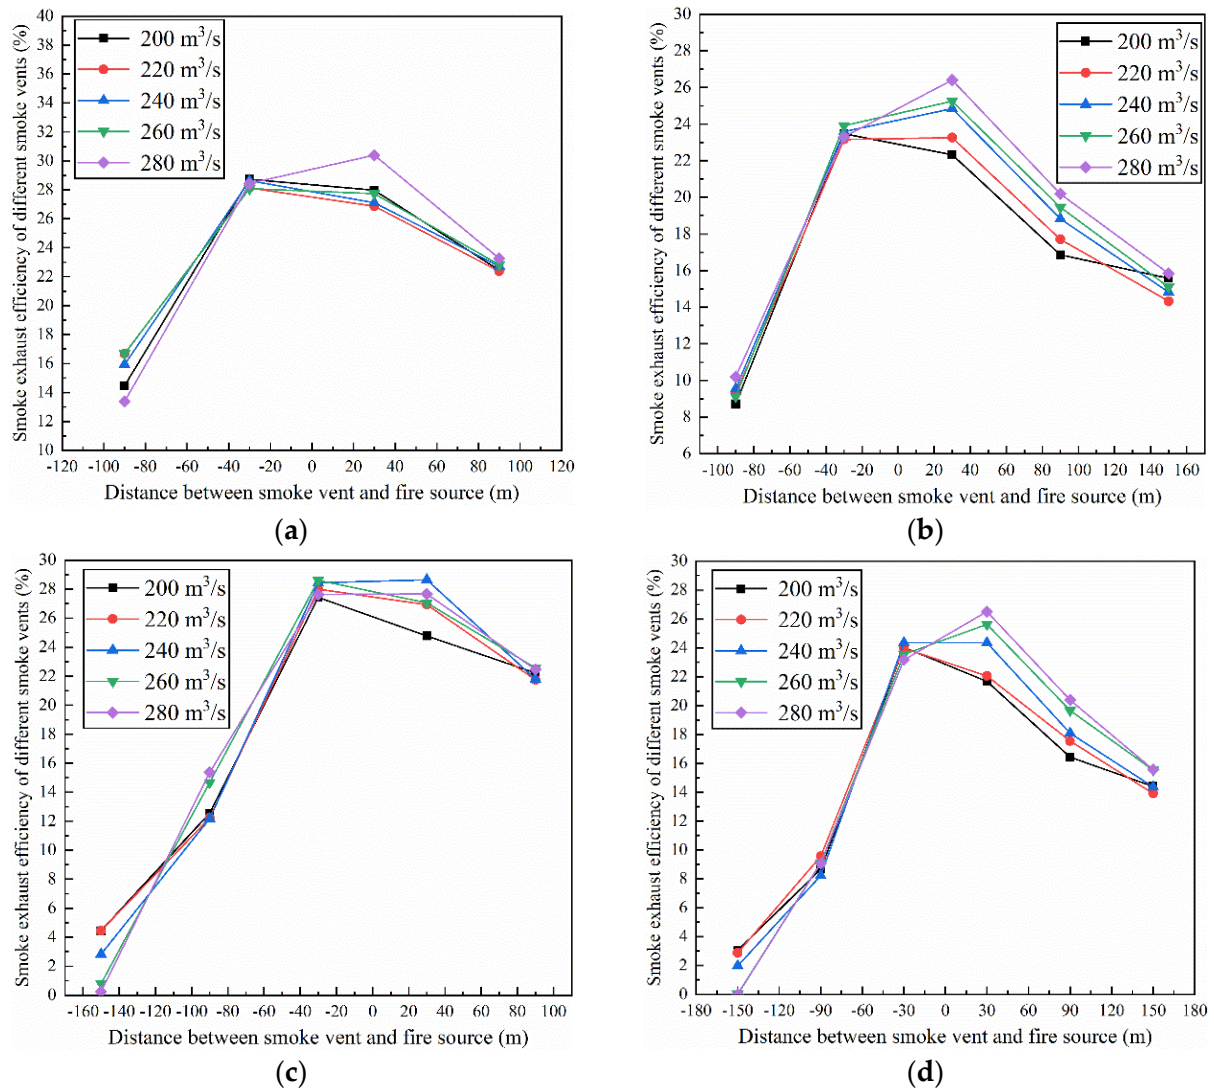 Smoke exhaust efficiency of different smoke vents (%)
40
38
36
34
32
30
28
26
24
22
20
18
16
14
12
10
200 m³/s
220 m³/s
240 m³/s
260 m³/s
280 m³/s
-120 -100 -80 -60 -40 -20 0 20 40 60 80 100 120
Distance between smoke vent and fire source (m)
(a)
Smoke exhaust efficiency of different smoke vents (%)
30
28
26
24
22
20
18
16
14
12
10
8
6
200 m³/s
220 m³/s
240 m³/s
260 m³/s
280 m³/s
-100 -80 -60 -40 -20 0 20 40 60 80 100 120 140 160
Distance between smoke vent and fire source (m)
(b)
Smoke exhaust efficiency of different smoke vents (%)
30
28
26
24
22
20
18
16
14
12
10
8
6
4
2
0
200 m³/s
220 m³/s
240 m³/s
260 m³/s
280 m³/s
-160 -140 -120 -100 -80 -60 -40 -20 0 20 40 60 80 100
Distance between smoke vent and fire source (m)
(c)
Smoke exhaust efficiency of different smoke vents (%)
30
28
26
24
22
20
18
16
14
12
10
8
6
4
2
0
200 m³/s
220 m³/s
240 m³/s
260 m³/s
280 m³/s
-180 -150 -120 -90 -60 -30 0 30 60 90 120 150 180
Distance between smoke vent and fire source (m)
(d)